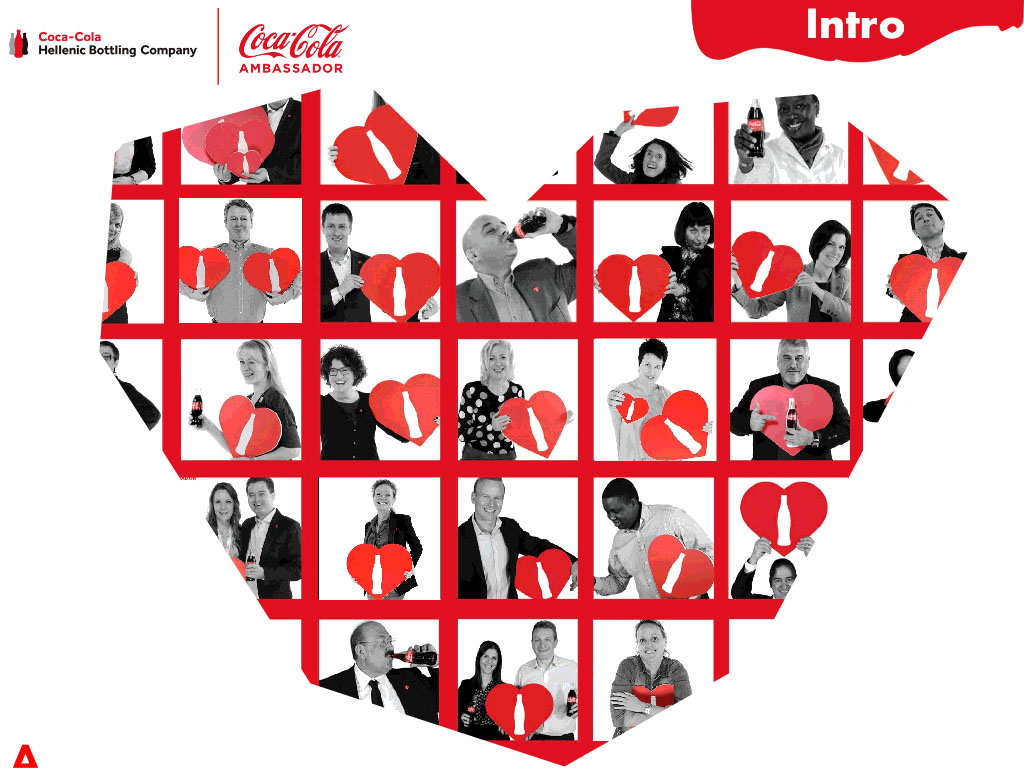 Coca-Cola
Hellenic Bottling Company
Coca-Cola
AMBASSADOR
Intro